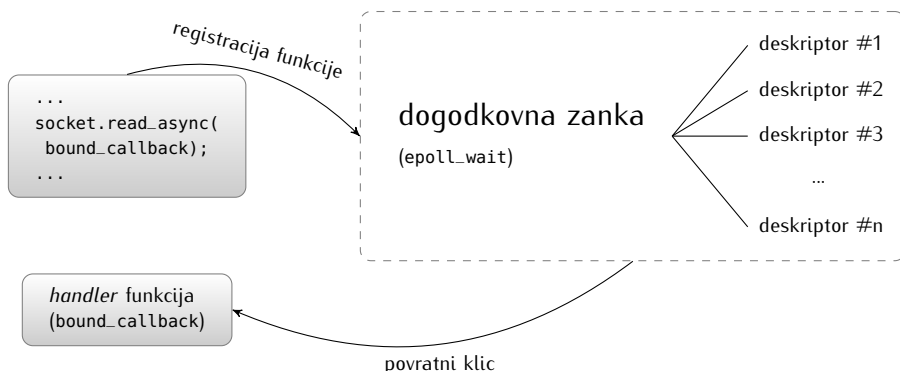 registracija funkcije
...
socket.read_async(
bound_callback);
...
dogodkovna zanka
(epoll_wait)
deskriptor #1
deskriptor #2
deskriptor #3
...
deskriptor #n
handler funkcija
(bound_callback)
povratni klic